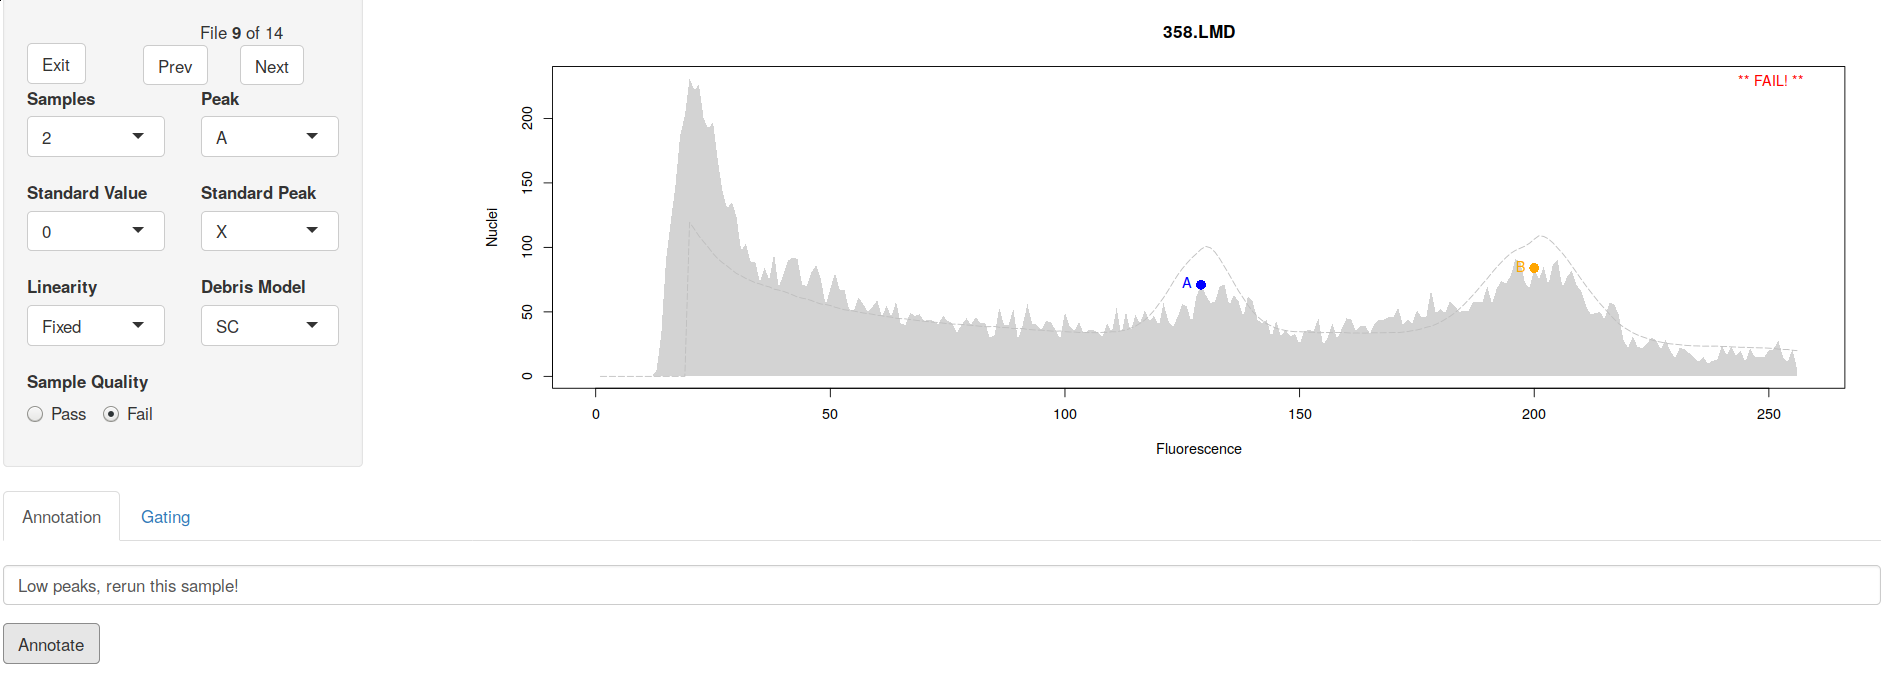 File 9 of 14
Exit
Prev
Next
Samples
Peak
2
A
Standard Value
Standard Peak
0
X
Linearity
Debris Model
Fixed
SC
Sample Quality
Pass
Fail
358.LMD
** FAIL! **
Nuclei
200
150
100
50
0
A
B
0 50 100 150 200 250
Fluorescence
Annotation
Gating
Low peaks, rerun this sample!
Annotate